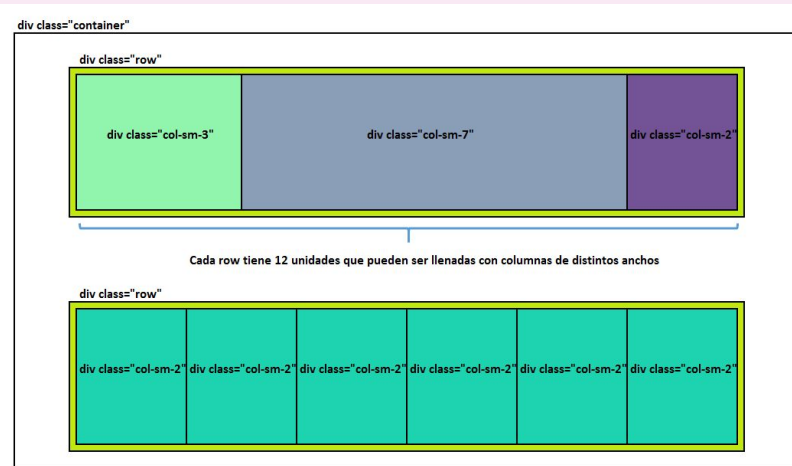 div class="container"
div class="row"
div class="col-sm-3"
div class="col-sm-7"
div class="col-sm-2"
Cada row tiene 12 unidades que pueden ser llenadas con columnas de distintos anchos
div class="row"
div class="col-sm-2"
div class="col-sm-2"
div class="col-sm-2"
div class="col-sm-2"
div class="col-sm-2"
div class="col-sm-2"